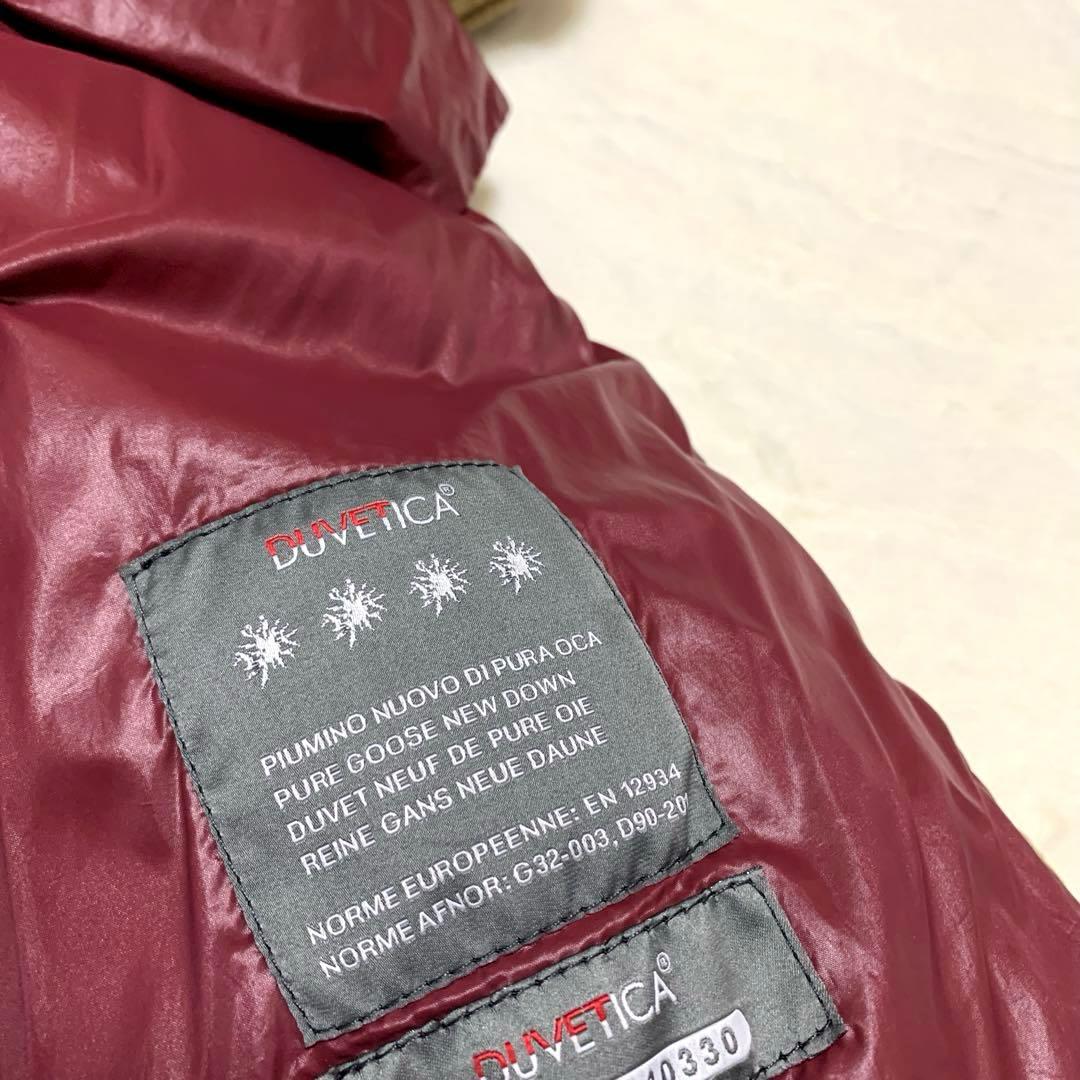 DUVETICA®
PIUMINO NUOVO DI PURA OCA
PURE GOOSE NEW DOWN
DUVET NEUF DE PURE OIE
REINE GANS NEUE DAUNE
NORME EUROPEENNE: EN 12934
NORME AFNOR: G32-003, D90-20
DUVETICA®
0330